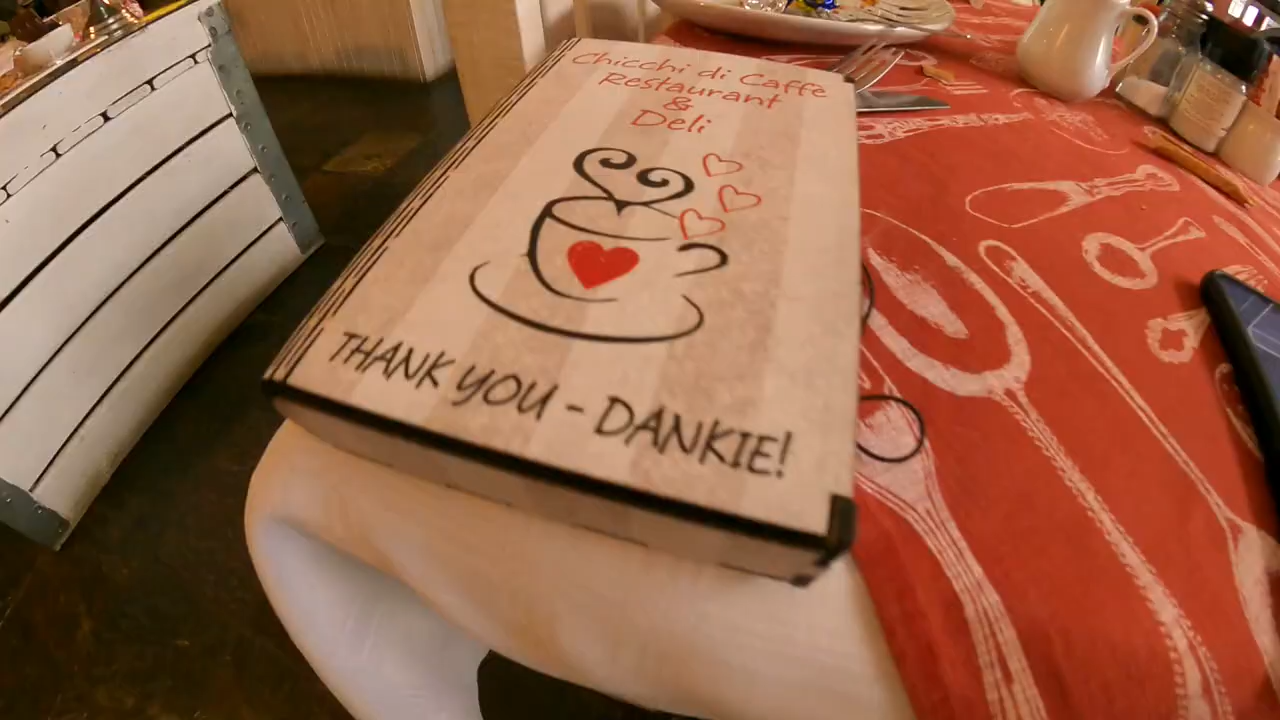 Chicchi di Caffe
Restaurant
&
Deli
THANK YOU - DANKIE!